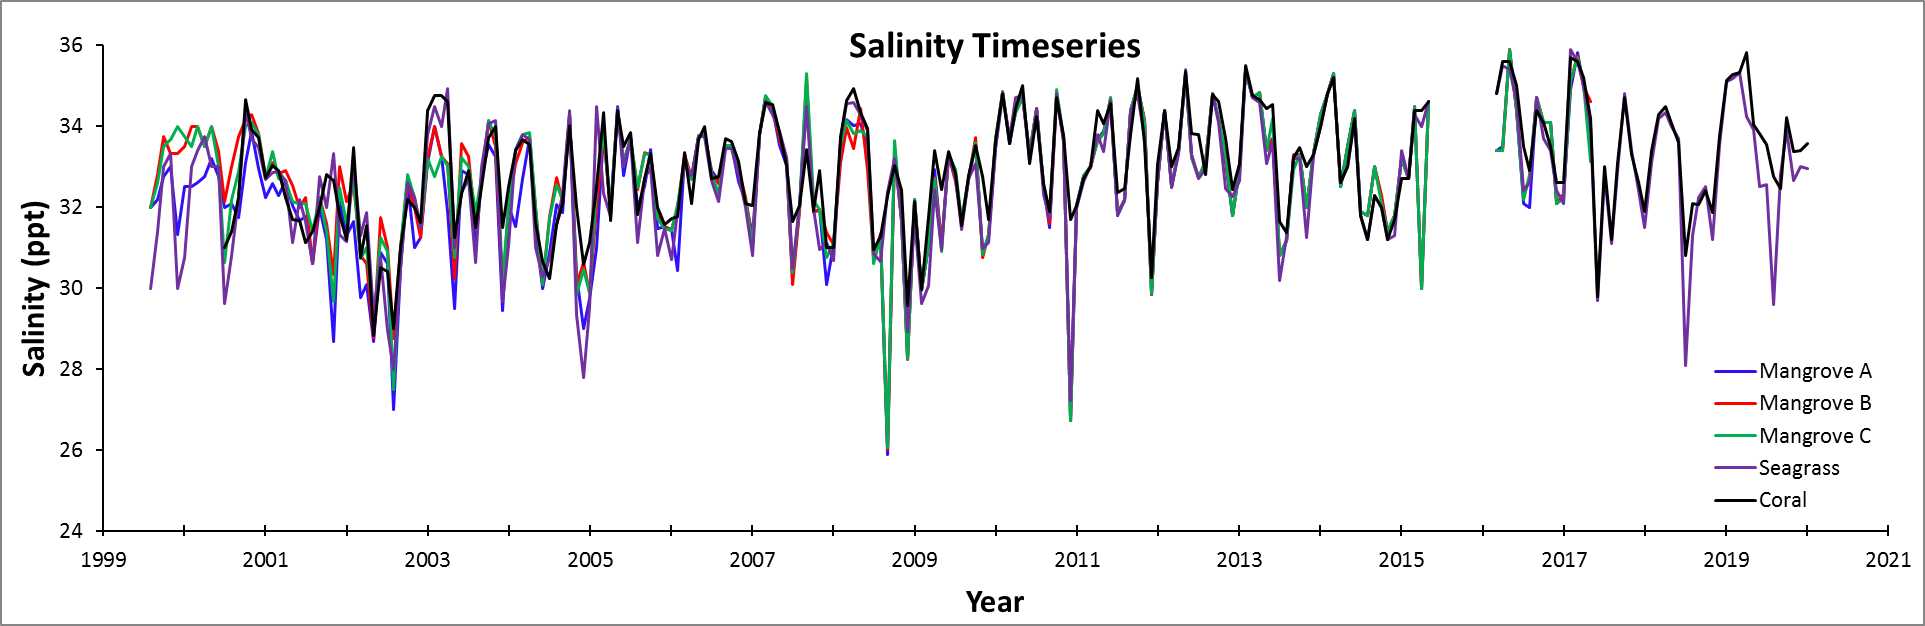 Salinity Timeseries
Salinity (ppt)
36
34
32
30
28
26
24
1999 2001 2003 2005 2007 2009 2011 2013 2015 2017 2019 2021
Year
Mangrove A
Mangrove B
Mangrove C
Seagrass
Coral